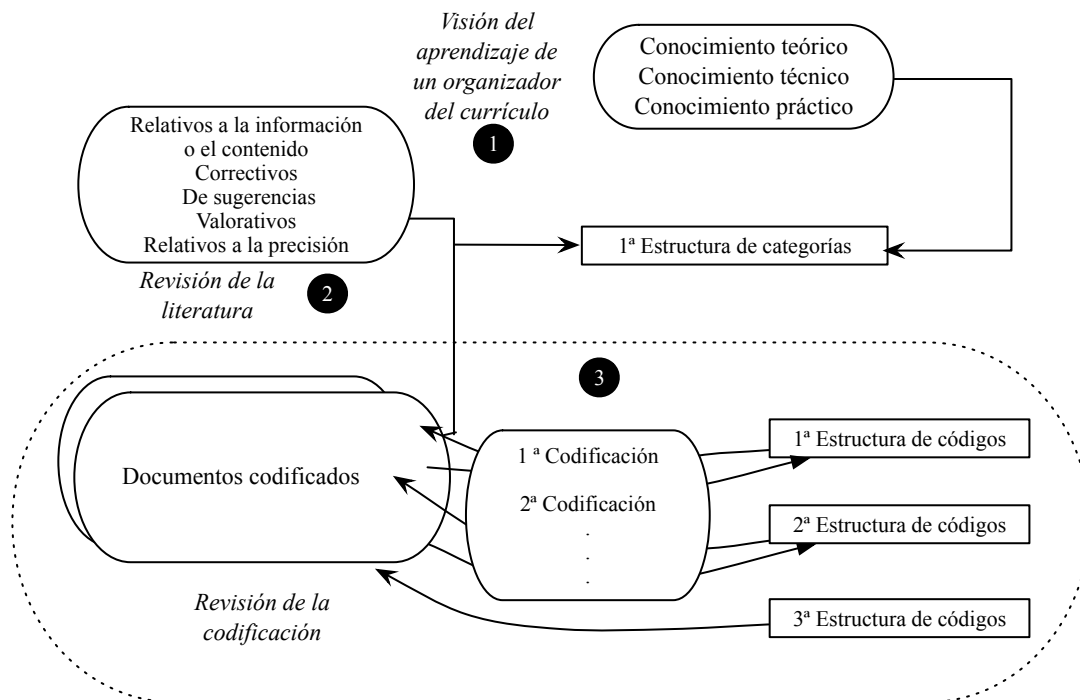 Visión del
aprendizaje de
un organizador
del currículo
1
Conocimiento teórico
Conocimiento técnico
Conocimiento práctico
Relativos a la información
o el contenido
Correctivos
De sugerencias
Valorativos
Relativos a la precisión
1ª Estructura de categorías
Revisión de la
literatura
2
3
Documentos codificados
1 ª Codificación
2ª Codificación
.
.
.
1ª Estructura de códigos
2ª Estructura de códigos
3ª Estructura de códigos
Revisión de la
codificación